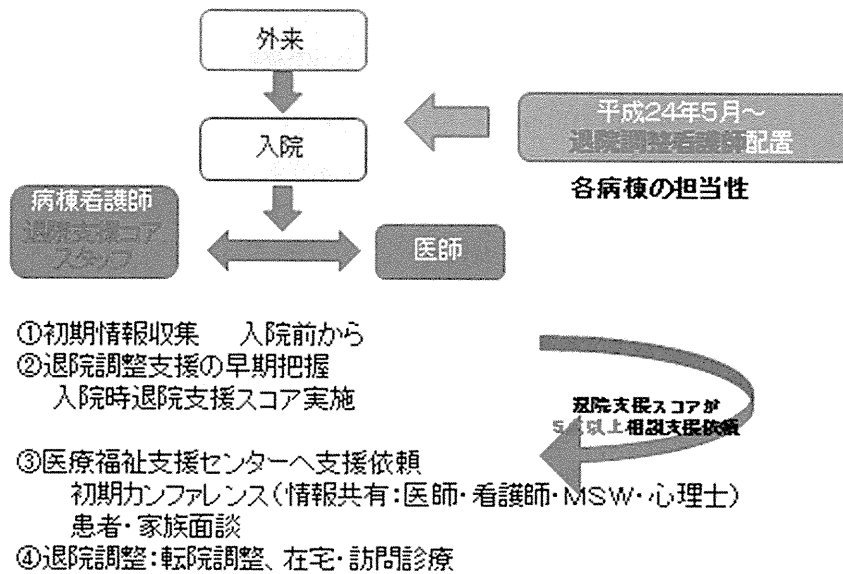 外来
平成24年5月～
退院調整看護師配置
入院
各病棟の担当性
病棟看護師
退院支援コア
スタッフ
医師
①初期情報収集 入院前から
②退院調整支援の早期把握
入院時退院支援スコア実施
退院支援スコアが
5点以上相談支援依頼
③医療福祉支援センターへ支援依頼
初期カンファレンス（情報共有：医師・看護師・MSW・心理士）
患者・家族面談
④退院調整：転院調整、在宅・訪問診療